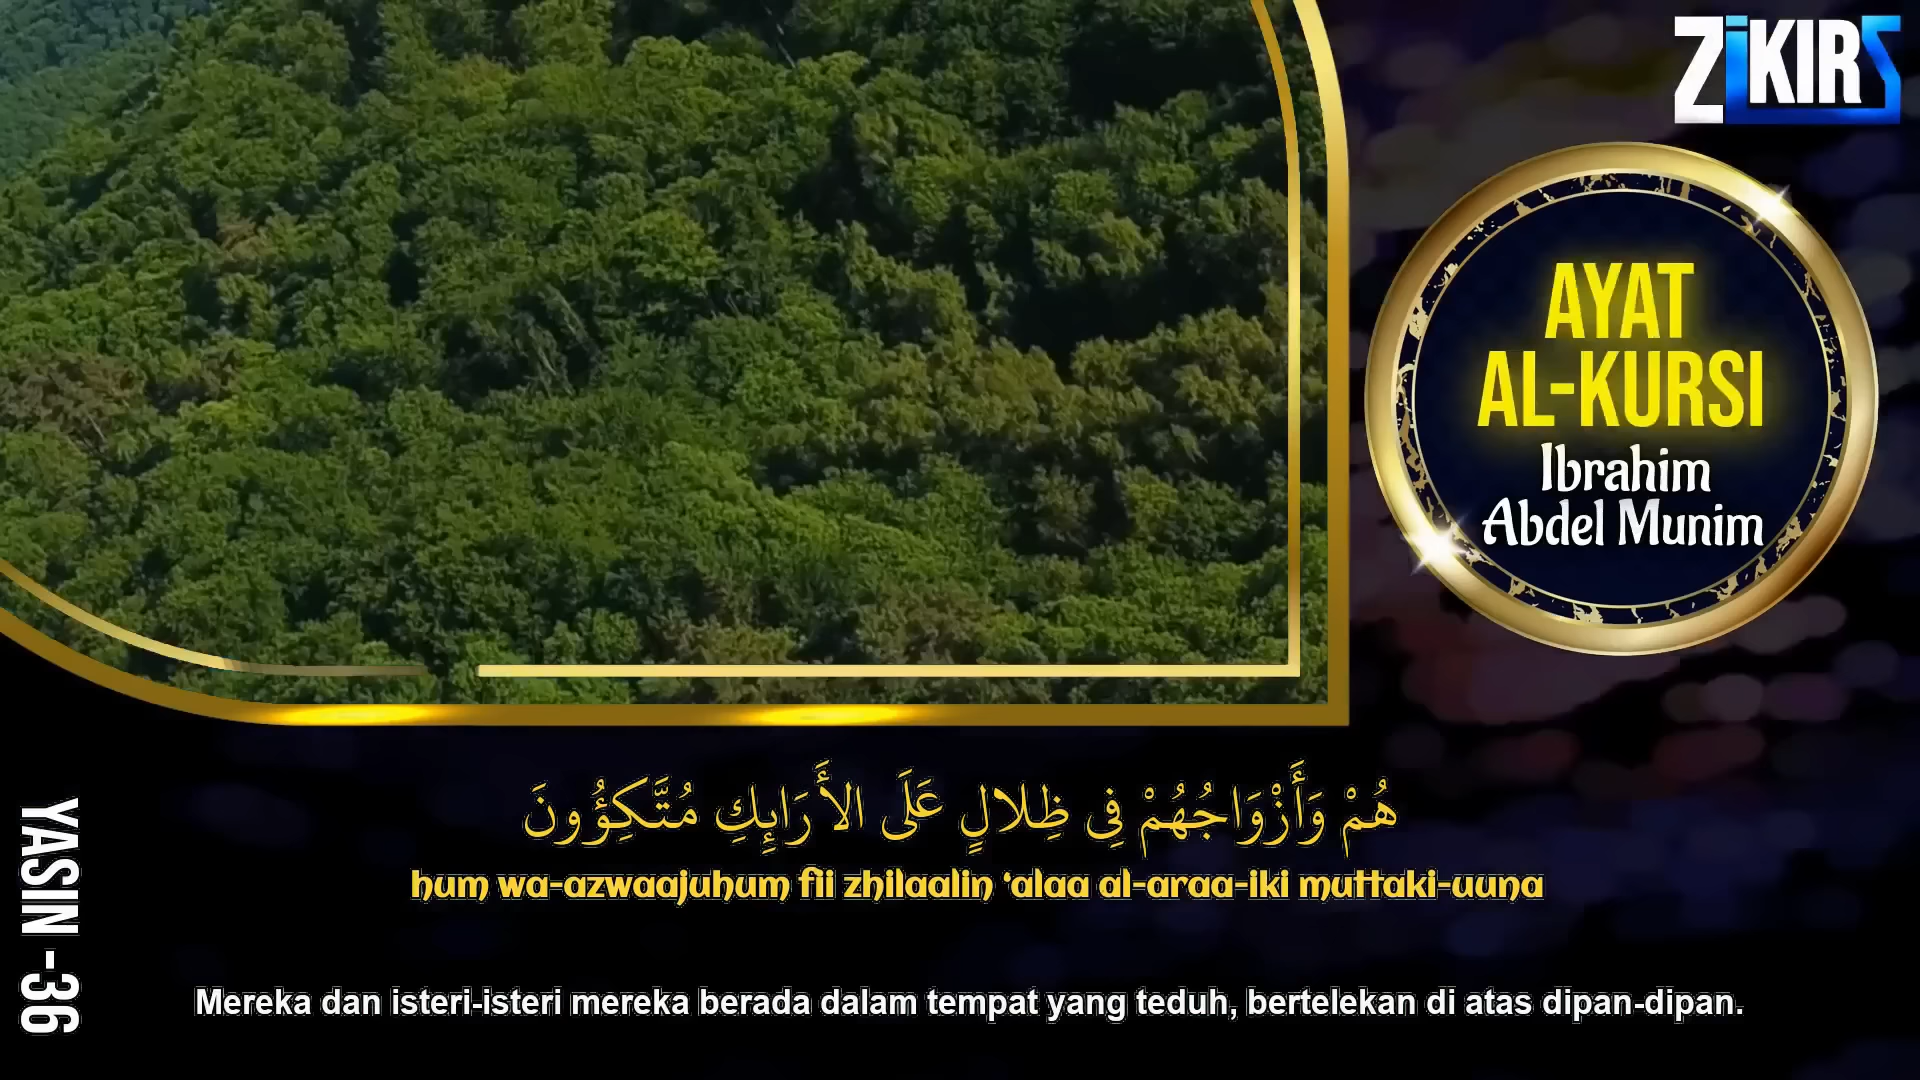 ZiKIR
AYAT
AL-KURSI
Ibrahim
Abdel Munim
هُمْ وَأَزْوَاجُهُمْ فِى ظِلالٍ عَلَى الأَرَائِكِ مُتَّكِؤُونَ
hum wa-azwaajuhum fii zhilaalin ‘alaa al-araa-iki muttaki-uuna
YASIN -36
Mereka dan isteri-isteri mereka berada dalam tempat yang teduh, bertelekan di atas dipan-dipan.